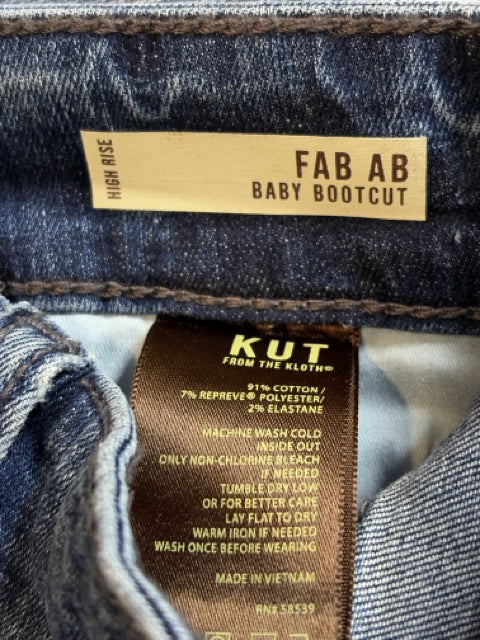 HIGH RISE
FAB AB
BABY BOOTCUT
KUT
FROM THE KLOTH®
91% COTTON /
7% REPREVE® POLYESTER/
2% ELASTANE
MACHINE WASH COLD
INSIDE OUT
ONLY NON-CHLORINE BLEACH
IF NEEDED
TUMBLE DRY LOW
OR FOR BETTER CARE
LAY FLAT TO DRY
WARM IRON IF NEEDED
WASH ONCE BEFORE WEARING
MADE IN VIETNAM
RN# 58539